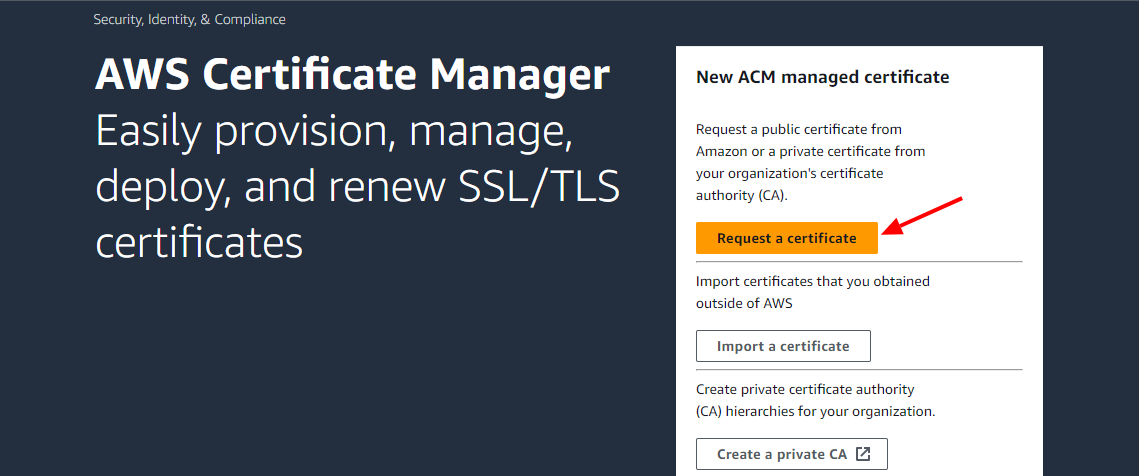 Security, Identity, & Compliance
AWS Certificate Manager
Easily provision, manage,
deploy, and renew SSL/TLS
certificates
New ACM managed certificate
Request a public certificate from
Amazon or a private certificate from
your organization's certificate
authority (CA).
Request a certificate
Import certificates that you obtained
outside of AWS
Import a certificate
Create private certificate authority
(CA) hierarchies for your organization.
Create a private CA